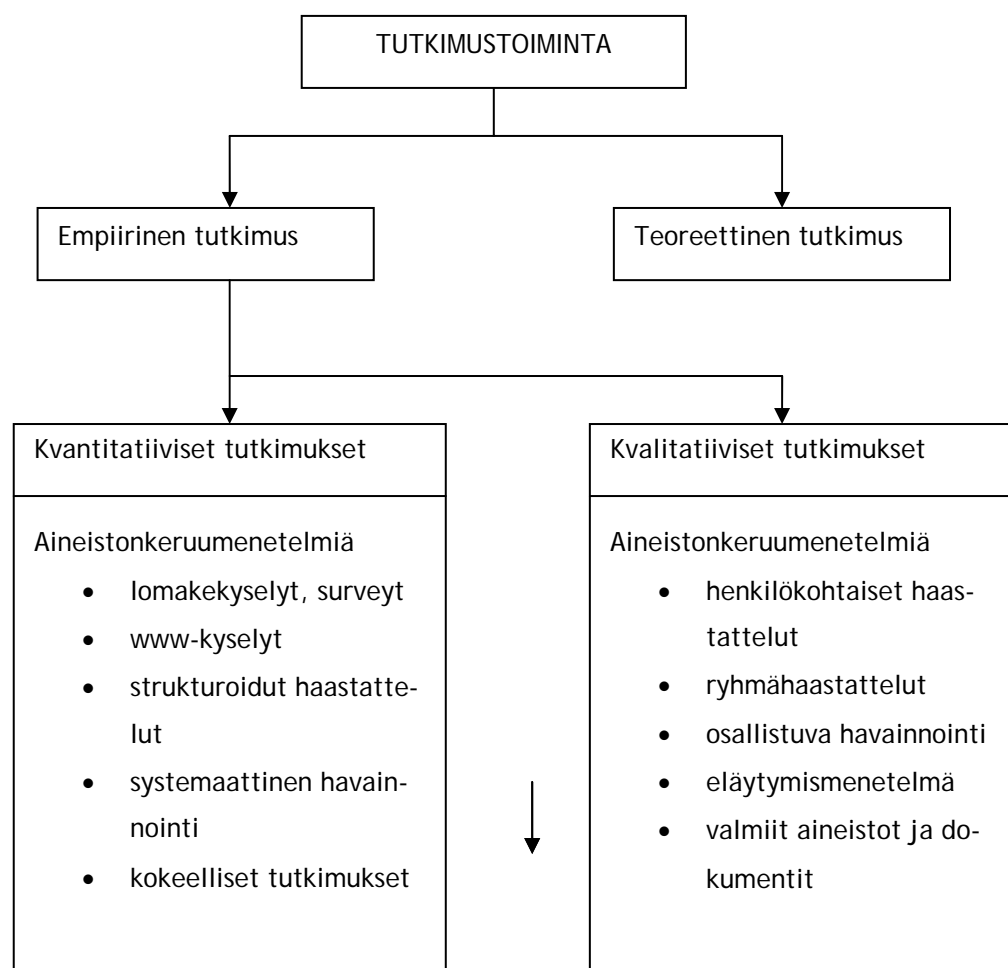 TUTKIMUSTOIMINTA
Empiirinen tutkimus
Teoreettinen tutkimus
Kvantitatiiviset tutkimukset
Aineistonkeruumenetelmiä
• lomakekyselyt, surveyt
• www-kyselyt
• strukturoidut haastatte-
lut
• systemaattinen havain-
nointi
• kokeelliset tutkimukset
Kvalitatiiviset tutkimukset
Aineistonkeruumenetelmiä
• henkilökohtaiset haas-
tattelut
• ryhmähaastattelut
• osallistuva havainnointi
• eläytymismenetelmä
• valmiit aineistot ja do-
kumentit